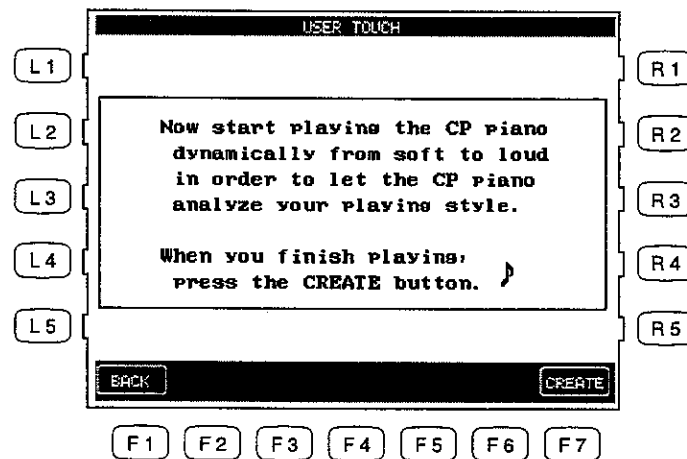 USER TOUCH
L1
R1
L2
R2
L3
R3
L4
R4
L5
R5
Now start playing the CP piano
dynamically from soft to loud
in order to let the CP piano
analyze your playing style.
When you finish playing,
press the CREATE button.
BACK
CREATE
F1 F2 F3 F4 F5 F6 F7